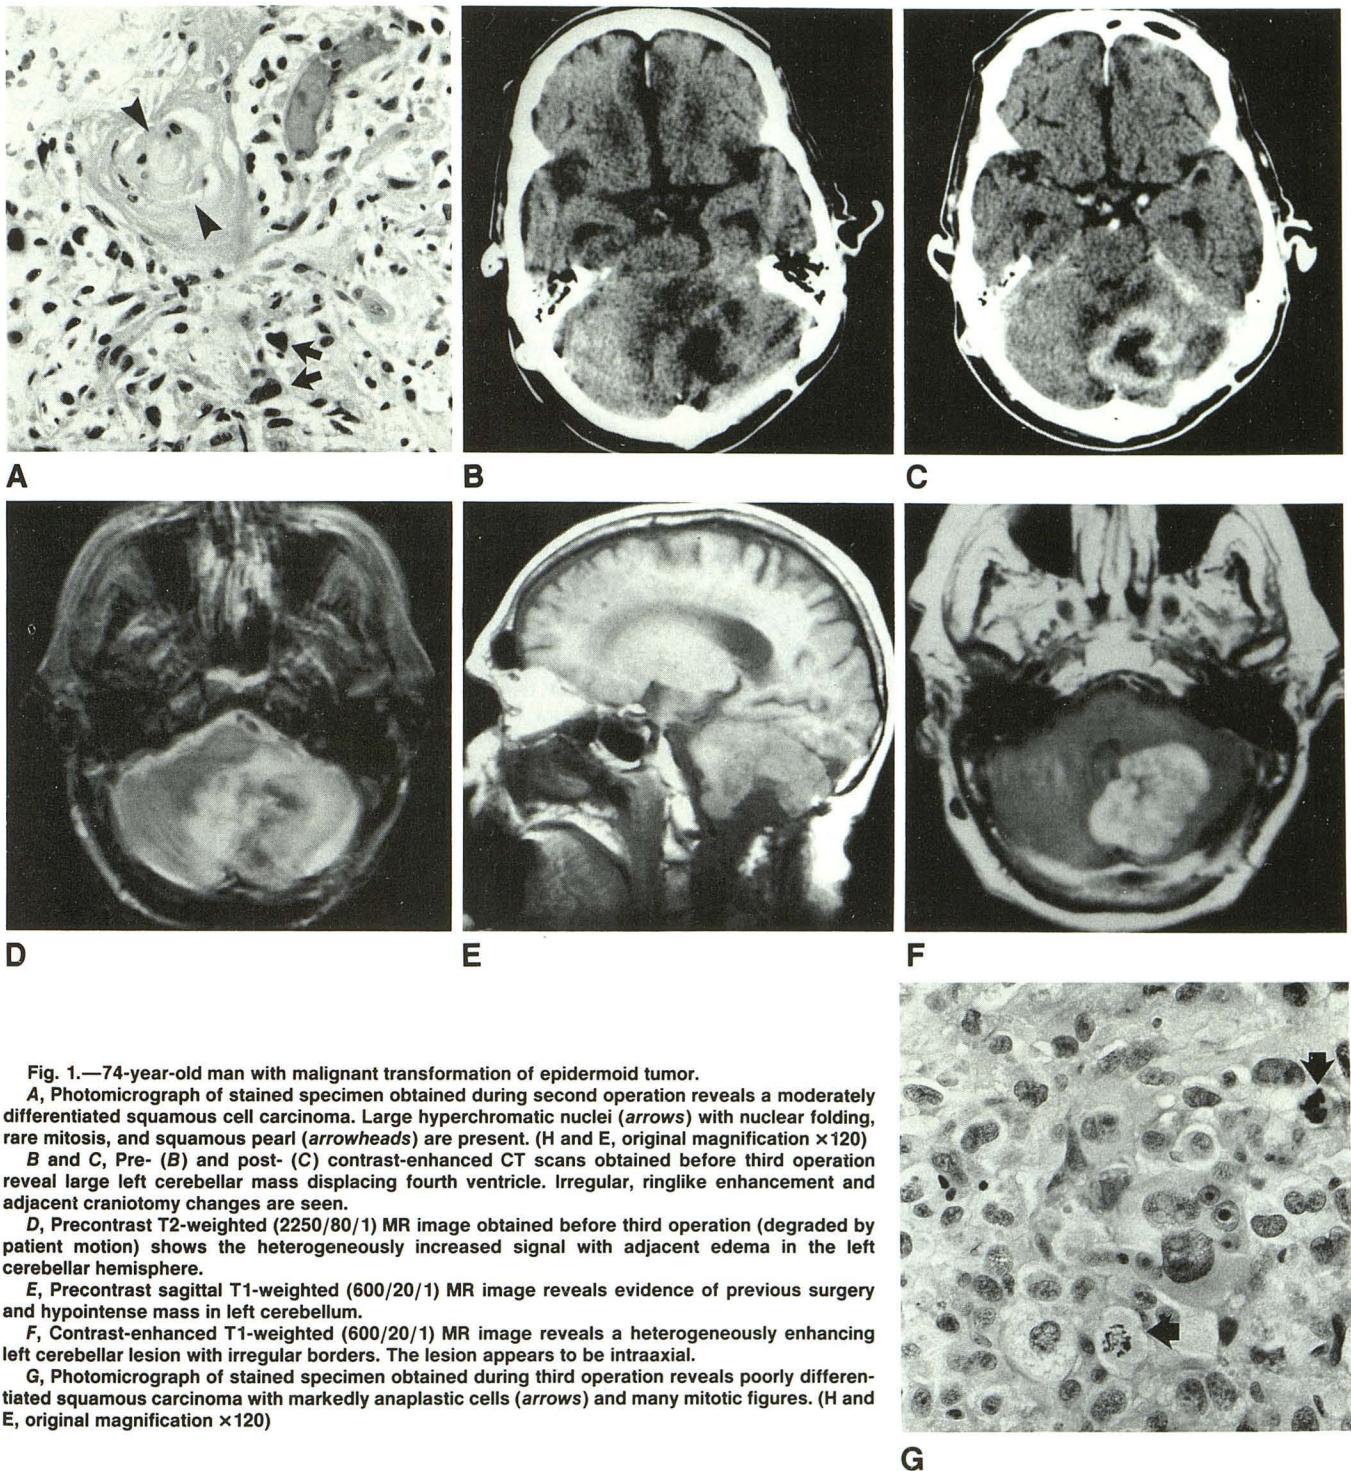 A
B
C
D
E
F
Fig. 1.—74-year-old man with malignant transformation of epidermoid tumor.
A, Photomicrograph of stained specimen obtained during second operation reveals a moderately
differentiated squamous cell carcinoma. Large hyperchromatic nuclei (arrows) with nuclear folding,
rare mitosis, and squamous pearl (arrowheads) are present. (H and E, original magnification ×120)
B and C, Pre- (B) and post- (C) contrast-enhanced CT scans obtained before third operation
reveal large left cerebellar mass displacing fourth ventricle. Irregular, ringlike enhancement and
adjacent craniotomy changes are seen.
D, Precontrast T2-weighted (2250/80/1) MR image obtained before third operation (degraded by
patient motion) shows the heterogeneously increased signal with adjacent edema in the left
cerebellar hemisphere.
E, Precontrast sagittal T1-weighted (600/20/1) MR image reveals evidence of previous surgery
and hypointense mass in left cerebellum.
F, Contrast-enhanced T1-weighted (600/20/1) MR image reveals a heterogeneously enhancing
left cerebellar lesion with irregular borders. The lesion appears to be intraaxial.
G, Photomicrograph of stained specimen obtained during third operation reveals poorly differen-
tiated squamous carcinoma with markedly anaplastic cells (arrows) and many mitotic figures. (H and
E, original magnification ×120)
G